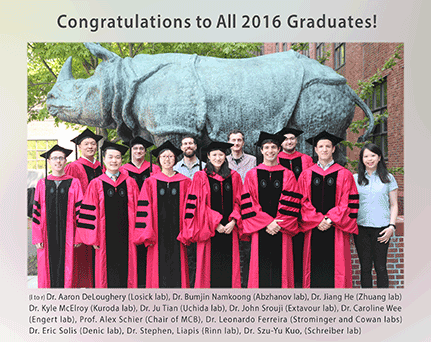 Congratulations to All 2016 Graduates!
(l to r) Dr. Aaron DeLoughery (Losick lab), Dr. Bumjin Namkoong (Abzhanov lab), Dr. Jiang He (Zhuang lab)
Dr. Kyle McElroy (Kuroda lab), Dr. Ju Tian (Uchida lab), Dr. John Srouji (Extavour lab), Dr. Caroline Wee
(Engert lab), Prof. Alex Schier (Chair of MCB), Dr. Leonardo Ferreira (Strominger and Cowan labs)
Dr. Eric Solis (Denic lab), Dr. Stephen, Liapis (Rinn lab), Dr. Szu-Yu Kuo, (Schreiber lab)